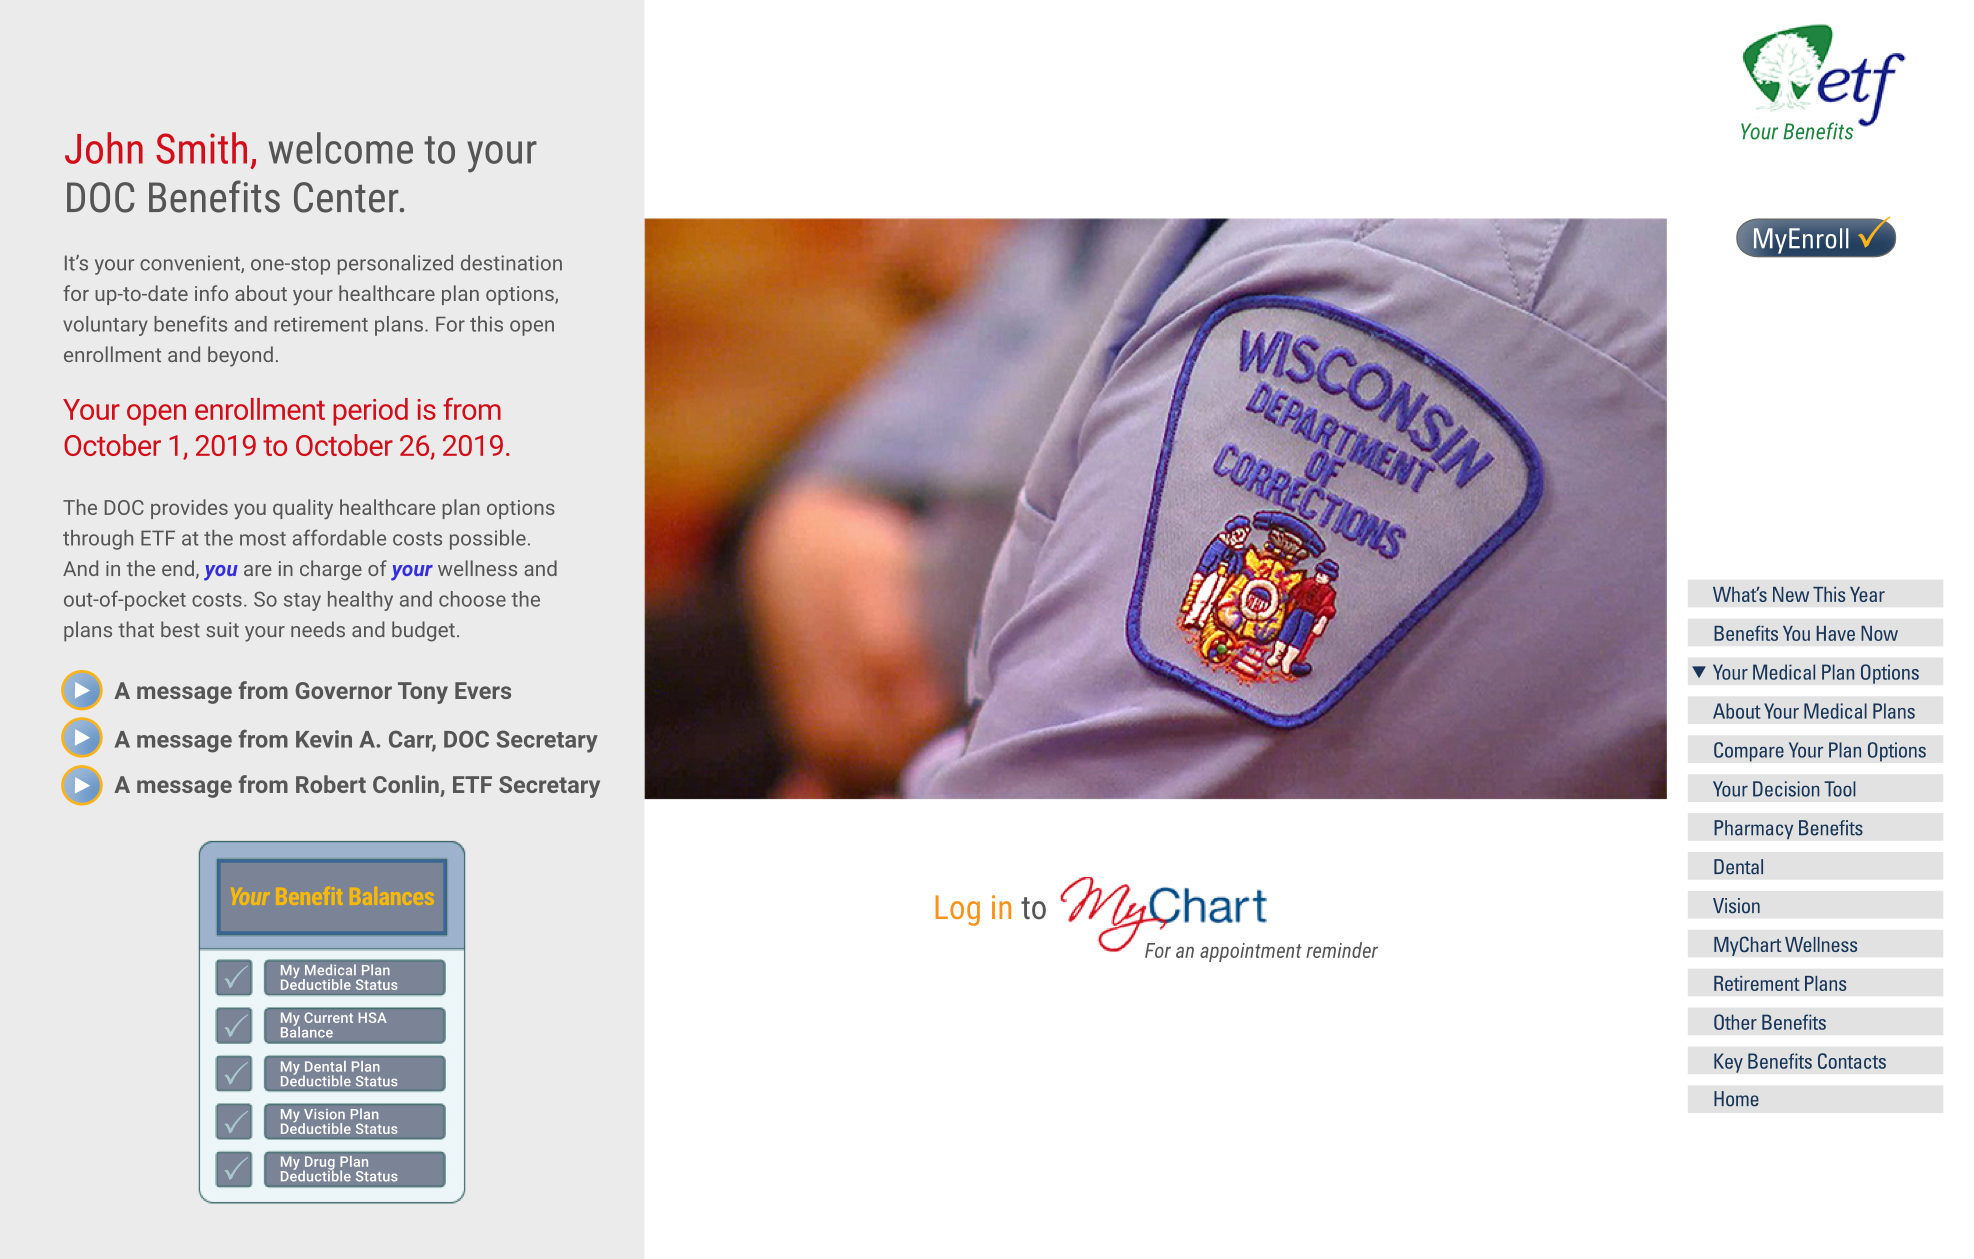 John Smith, welcome to your
DOC Benefits Center.
It's your convenient, one-stop personalized destination
for up-to-date info about your healthcare plan options,
voluntary benefits and retirement plans. For this open
enrollment and beyond.
Your open enrollment period is from
October 1, 2019 to October 26, 2019.
The DOC provides you quality healthcare plan options
through ETF at the most affordable costs possible.
And in the end, you are in charge of your wellness and
out-of-pocket costs. So stay healthy and choose the
plans that best suit your needs and budget.
A message from Governor Tony Evers
A message from Kevin A. Carr, DOC Secretary
A message from Robert Conlin, ETF Secretary
Your Benefit Balances
My Medical Plan
Deductible Status
My Current HSA
Balance
My Dental Plan
Deductible Status
My Vision Plan
Deductible Status
My Drug Plan
Deductible Status
WISCONSIN
DEPARTMENT
OF
CORRECTIONS
Log in to MyChart
For an appointment reminder
etf
Your Benefits
MyEnroll
What's New This Year
Benefits You Have Now
Your Medical Plan Options
About Your Medical Plans
Compare Your Plan Options
Your Decision Tool
Pharmacy Benefits
Dental
Vision
MyChart Wellness
Retirement Plans
Other Benefits
Key Benefits Contacts
Home